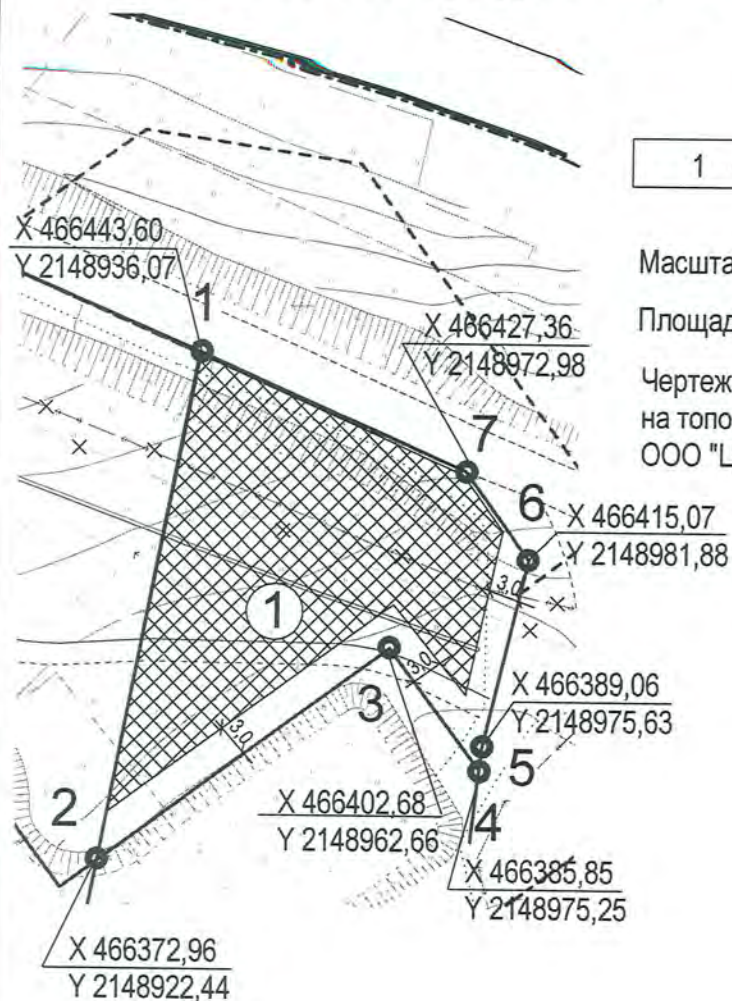 1
X 466443,60
Y 2148936,07
1
Чертеж
на топо
ООО "
X 466427,36
Y 2148972,98
7
6
X 466415,07
Y 2148981,88
3.0
1
3.0
3
X 466389,06
Y 2148975,63
3.0
5
2
X 466402,68
Y 2148962,66
4
X 466385,85
Y 2148975,25
X 466372,96
Y 2148922,44